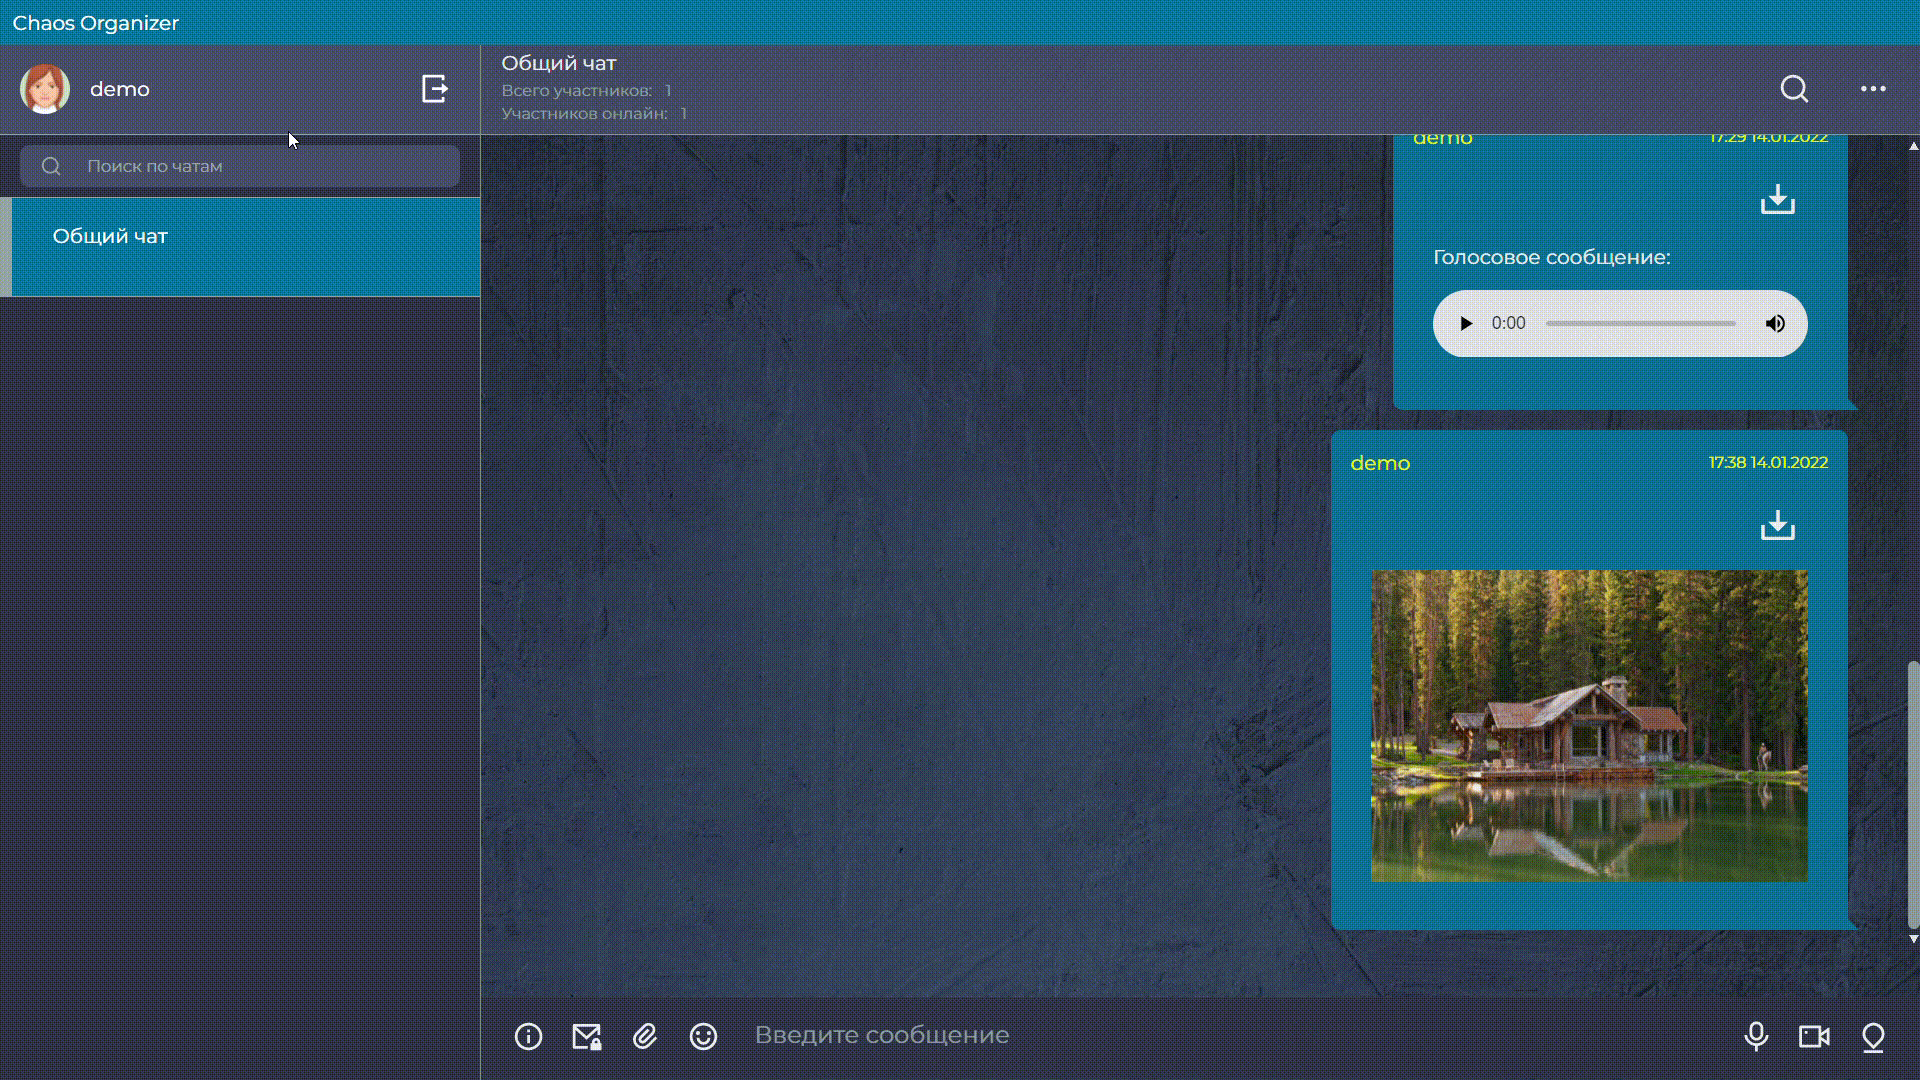 Chaos Organizer
demo
Общий чат
Всего участников: 1
Участников онлайн: 1
Поиск по чатам
Общий чат
demo 17:29 14.01.2022
Голосовое сообщение:
0:00
demo 17:38 14.01.2022
Введите сообщение